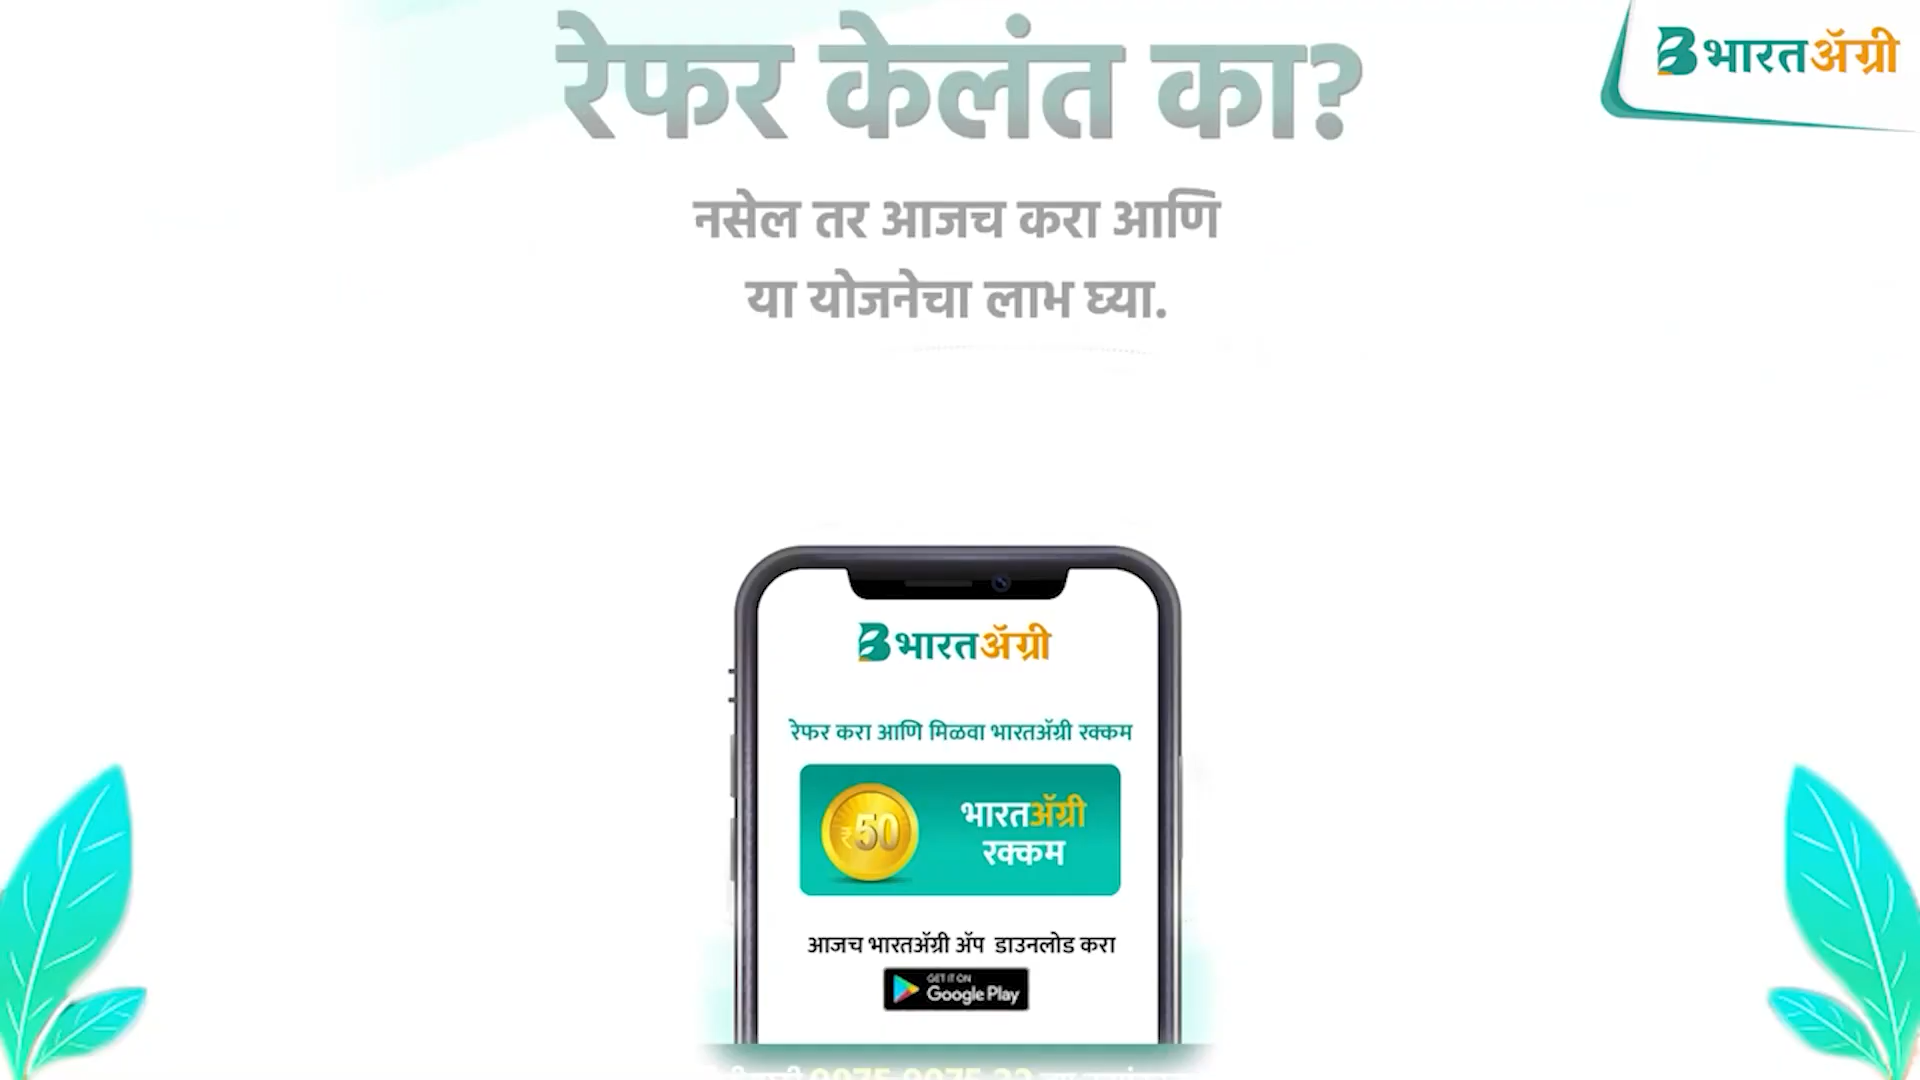 भारतॲग्री
रेफर केलंत का?
नसेल तर आजच करा आणि
या योजनेचा लाभ घ्या.
भारतॲग्री
रेफर करा आणि मिळवा भारतॲग्री रक्कम
₹50
भारतॲग्री
रक्कम
आजच भारतॲग्री ॲप डाउनलोड करा
GET IT ON
Google Play